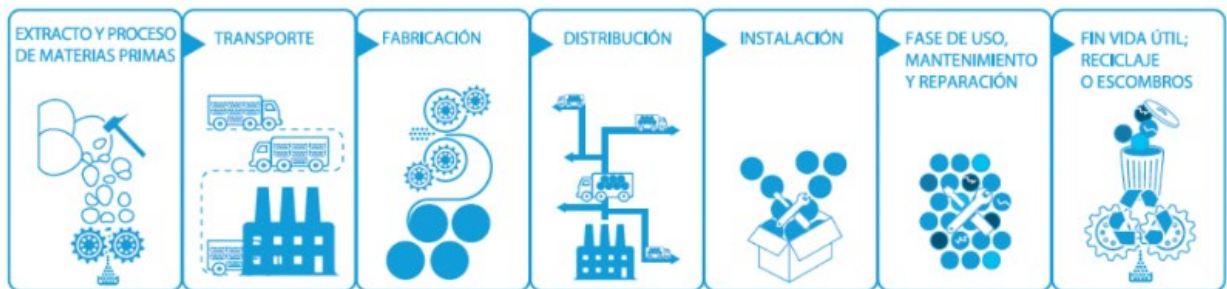 EXTRACTO Y PROCESO
DE MATERIAS PRIMAS
TRANSPORTE
FABRICACIÓN
DISTRIBUCIÓN
INSTALACIÓN
FASE DE USO,
MANTENIMIENTO
Y REPARACIÓN
FIN VIDA ÚTIL;
RECICLAJE
O ESCOMBROS